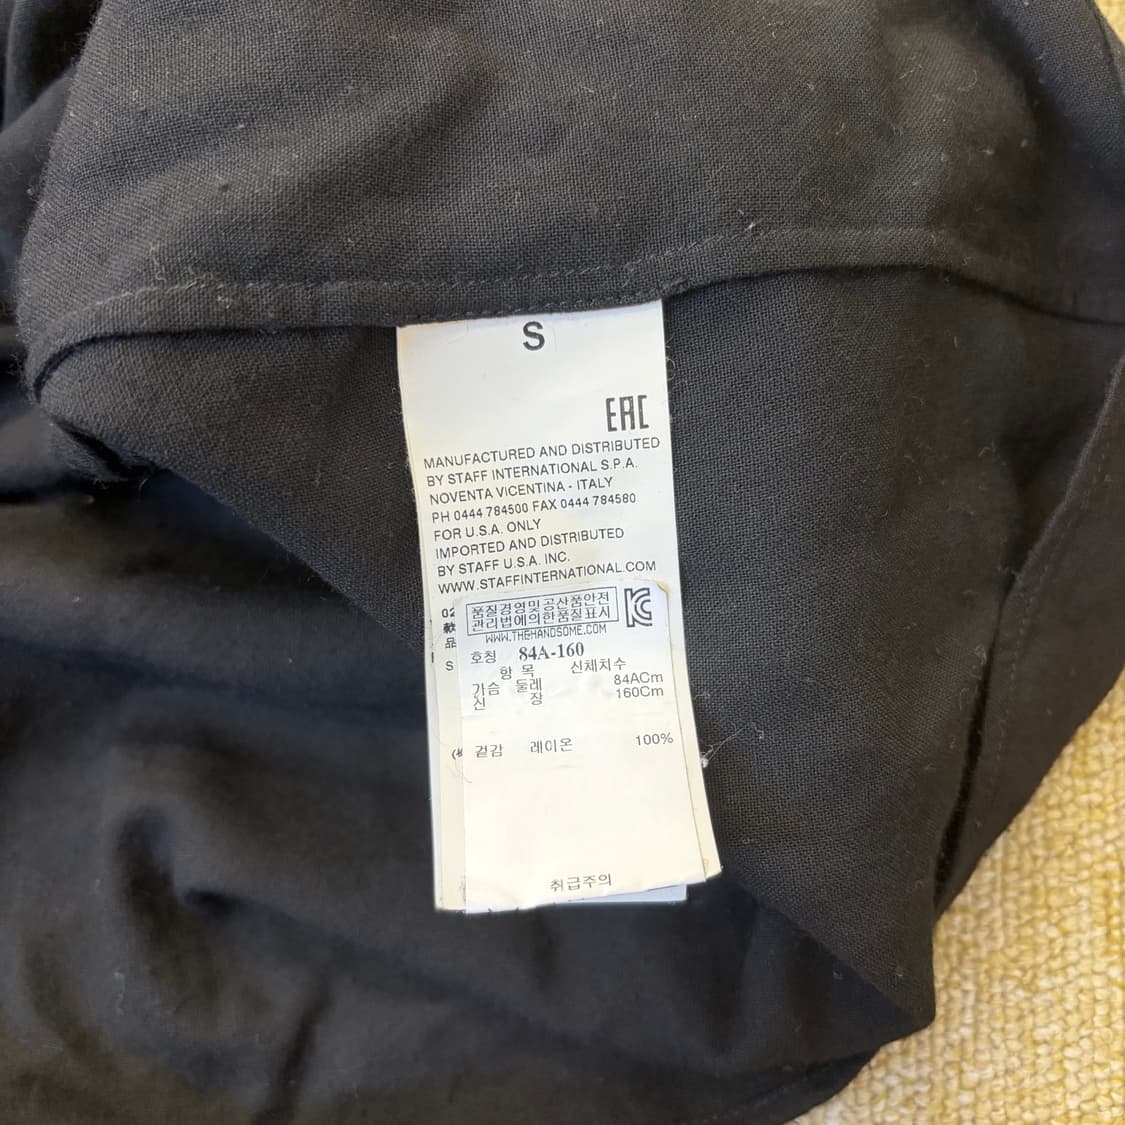 S
EAC
MANUFACTURED AND DISTRIBUTED
BY STAFF INTERNATIONAL S.P.A.
NOVENTA VICENTINA - ITALY
PH 0444 784500 FAX 0444 784580
FOR U.S.A. ONLY
IMPORTED AND DISTRIBUTED
BY STAFF U.S.A. INC.
WWW.STAFFINTERNATIONAL.COM
02
款
品
S
품질경영및공산품안전
관리법에의한품질표시
WWW.THEHANDSOME.COM
호칭 84A-160
항 목 신체치수
가슴 둘레 84ACm
신 장 160Cm
겉감 레이온 100%
취급주의